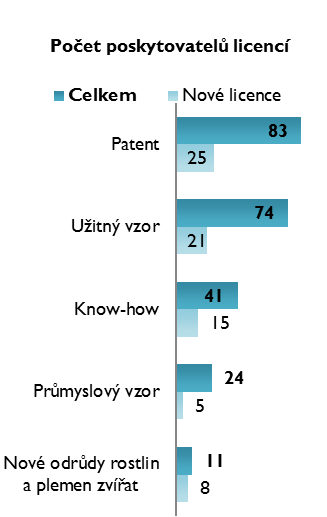 Počet poskytovatelů licencí
Celkem Nové licence
Patent 83
25
Užitný vzor 74
21
Know-how 41
15
Průmyslový vzor 24
5
Nové odrůdy rostlin 11
a plemen zvířat 8